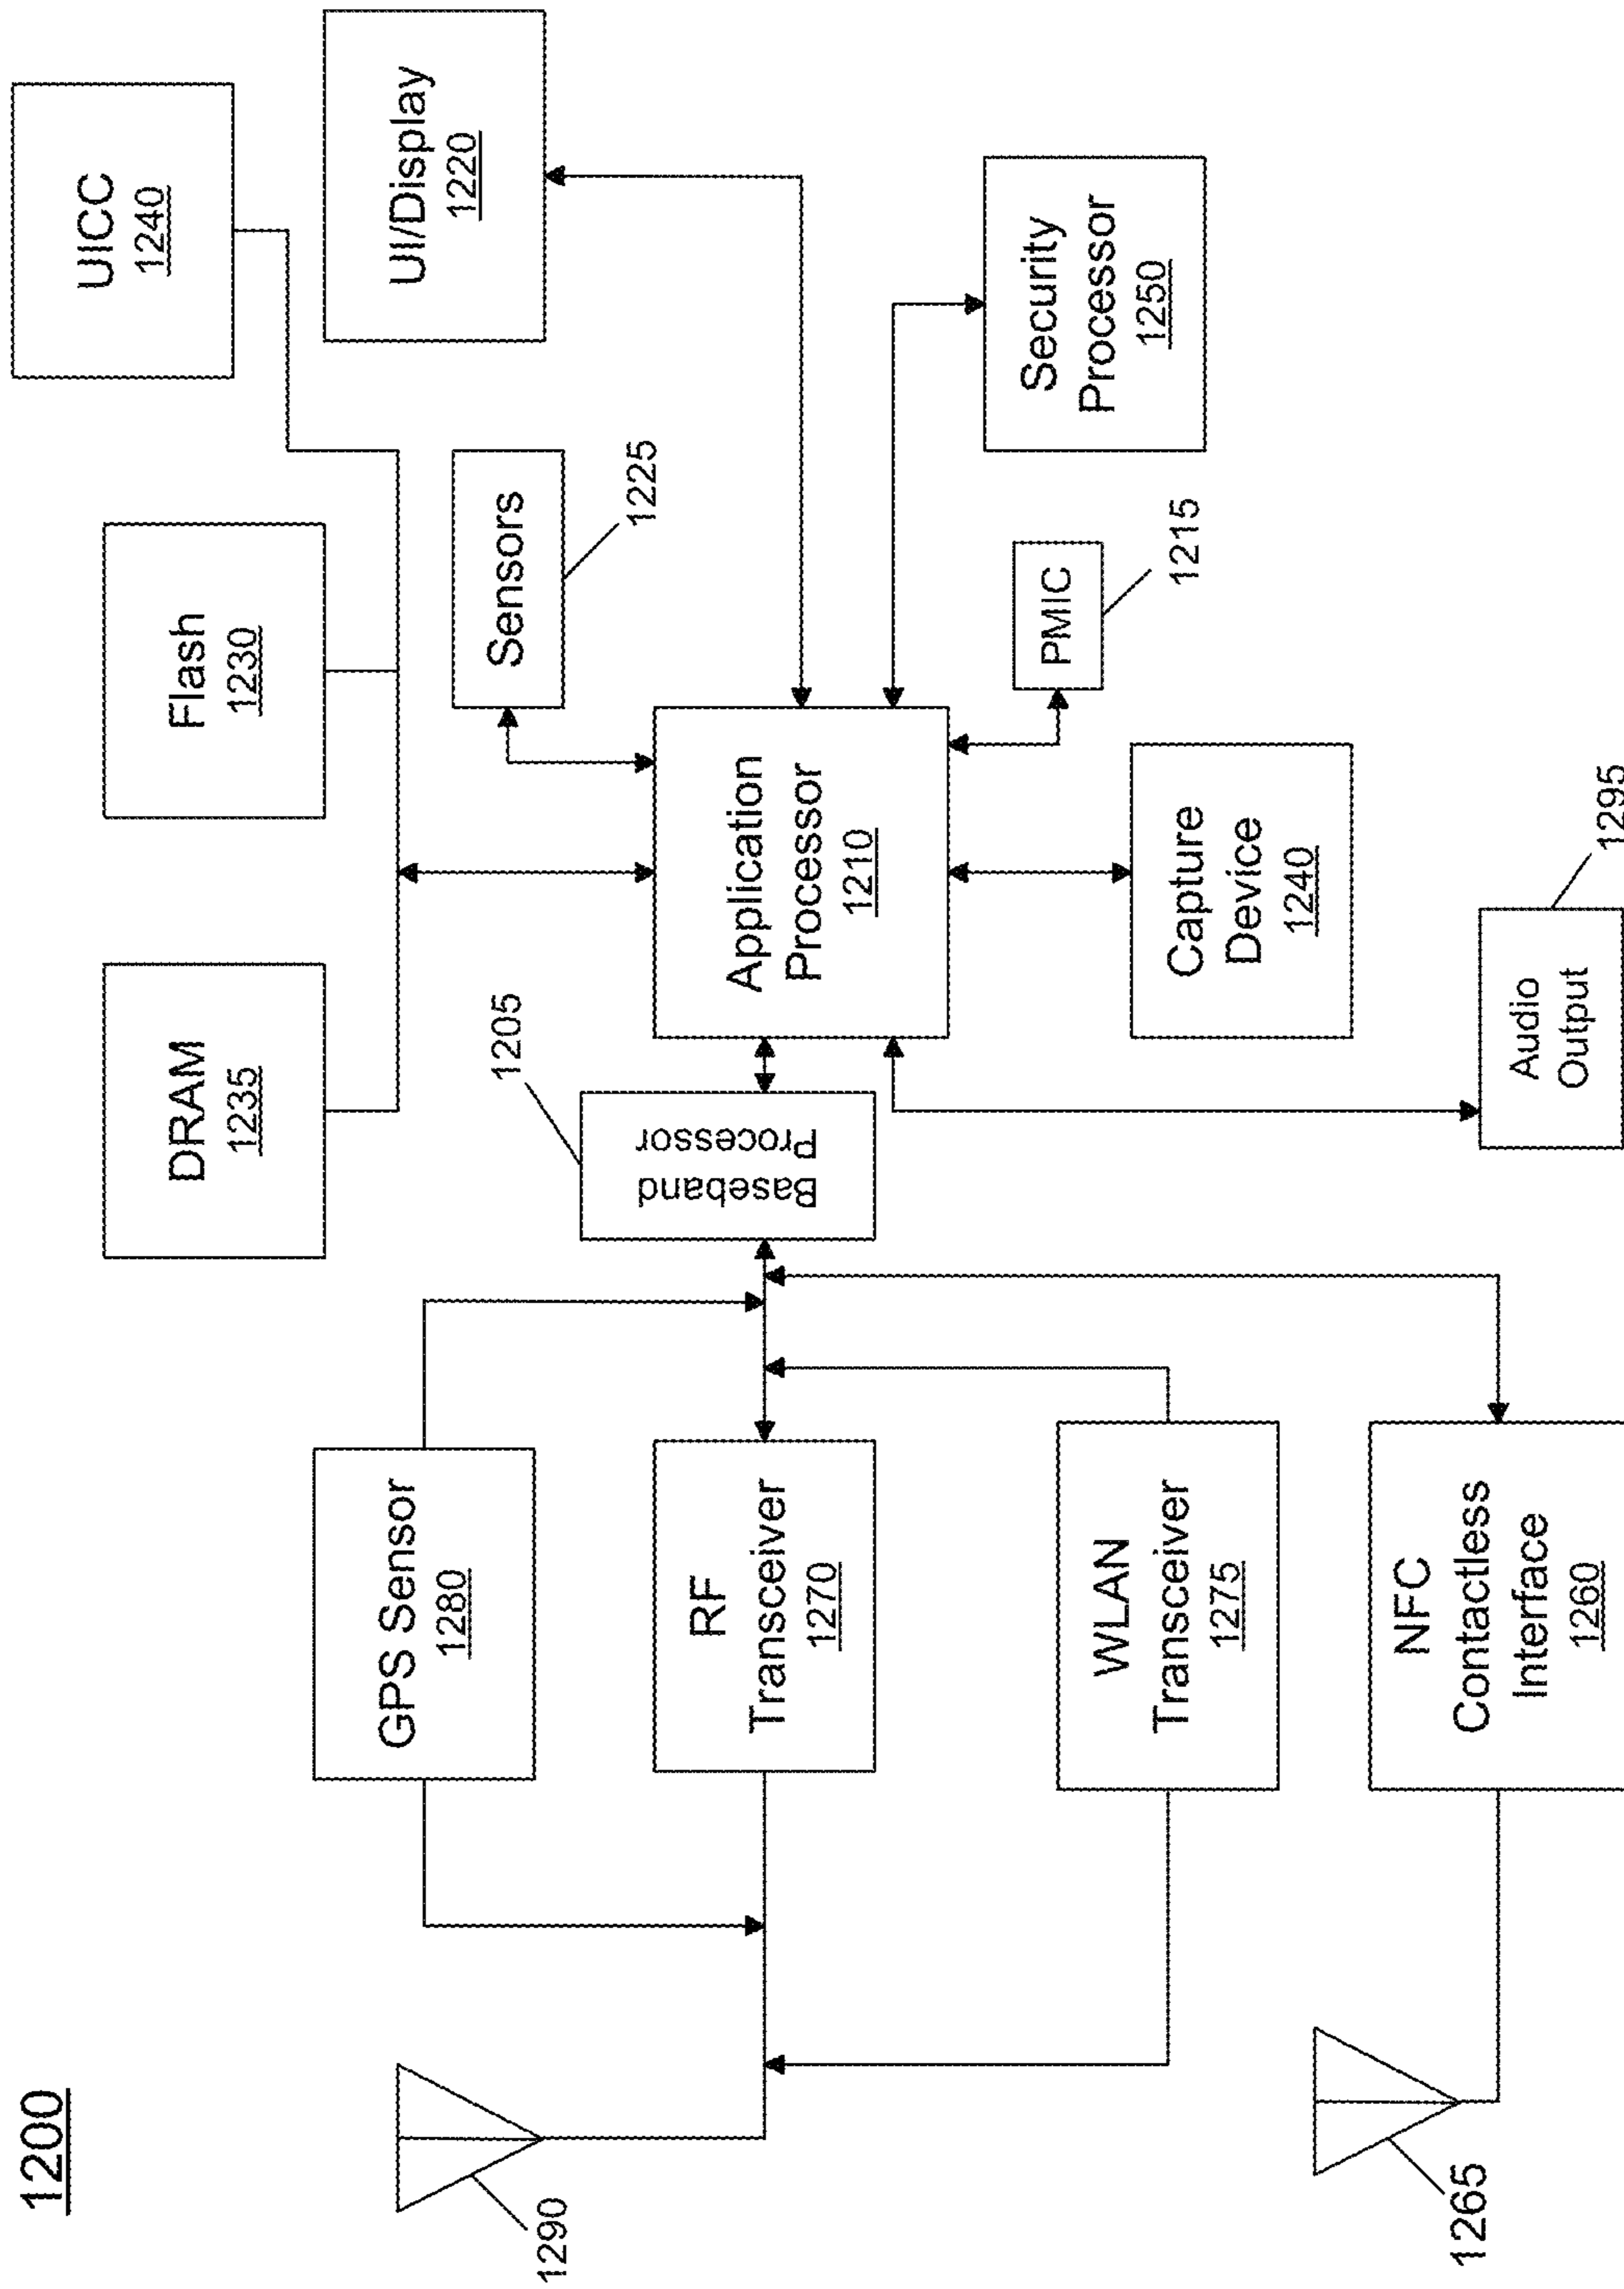 1200
UICC
1240
Flash
1230
DRAM
1235
UI/Display
1220
Sensors
1225
GPS Sensor
1280
1290
Baseband
Processor
1205
Application
Processor
1210
RF
Transceiver
1270
Security
Processor
1250
PMIC
1215
Capture
Device
1240
WLAN
Transceiver
1275
Audio
Output
1295
NFC
Contactless
Interface
1260
1265